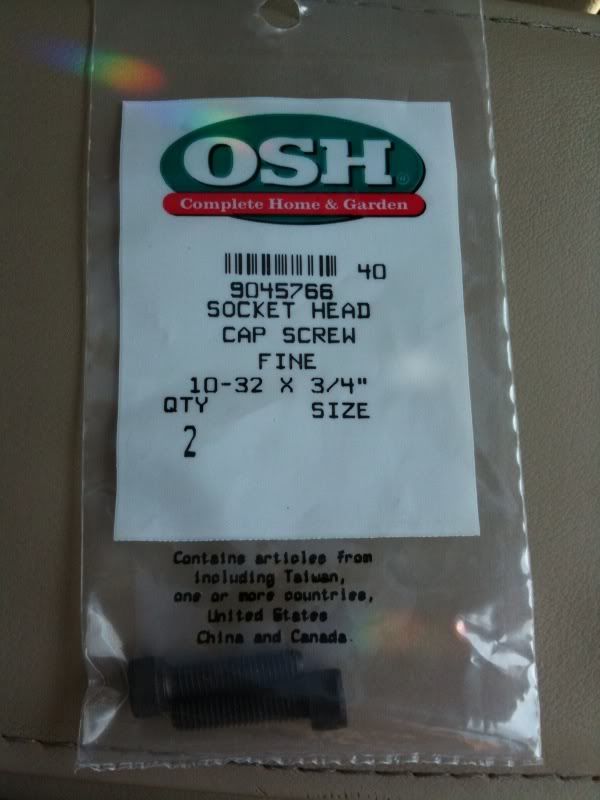 OSH®
Complete Home & Garden
40
9045766
SOCKET HEAD
CAP SCREW
FINE
10-32 X 3/4"
QTY SIZE
2
Contains articles from
including Taiwan,
one or more countries,
United States
China and Canada.